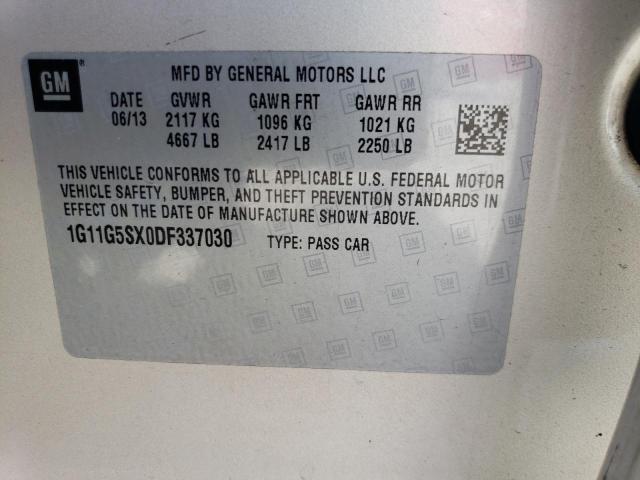 GM ®
MFD BY GENERAL MOTORS LLC
DATE GVWR GAWR FRT GAWR RR
06/13 2117 KG 1096 KG 1021 KG
4667 LB 2417 LB 2250 LB
THIS VEHICLE CONFORMS TO ALL APPLICABLE U.S. FEDERAL MOTOR
VEHICLE SAFETY, BUMPER, AND THEFT PREVENTION STANDARDS IN
EFFECT ON THE DATE OF MANUFACTURE SHOWN ABOVE.
1G11G5SX0DF337030 TYPE: PASS CAR